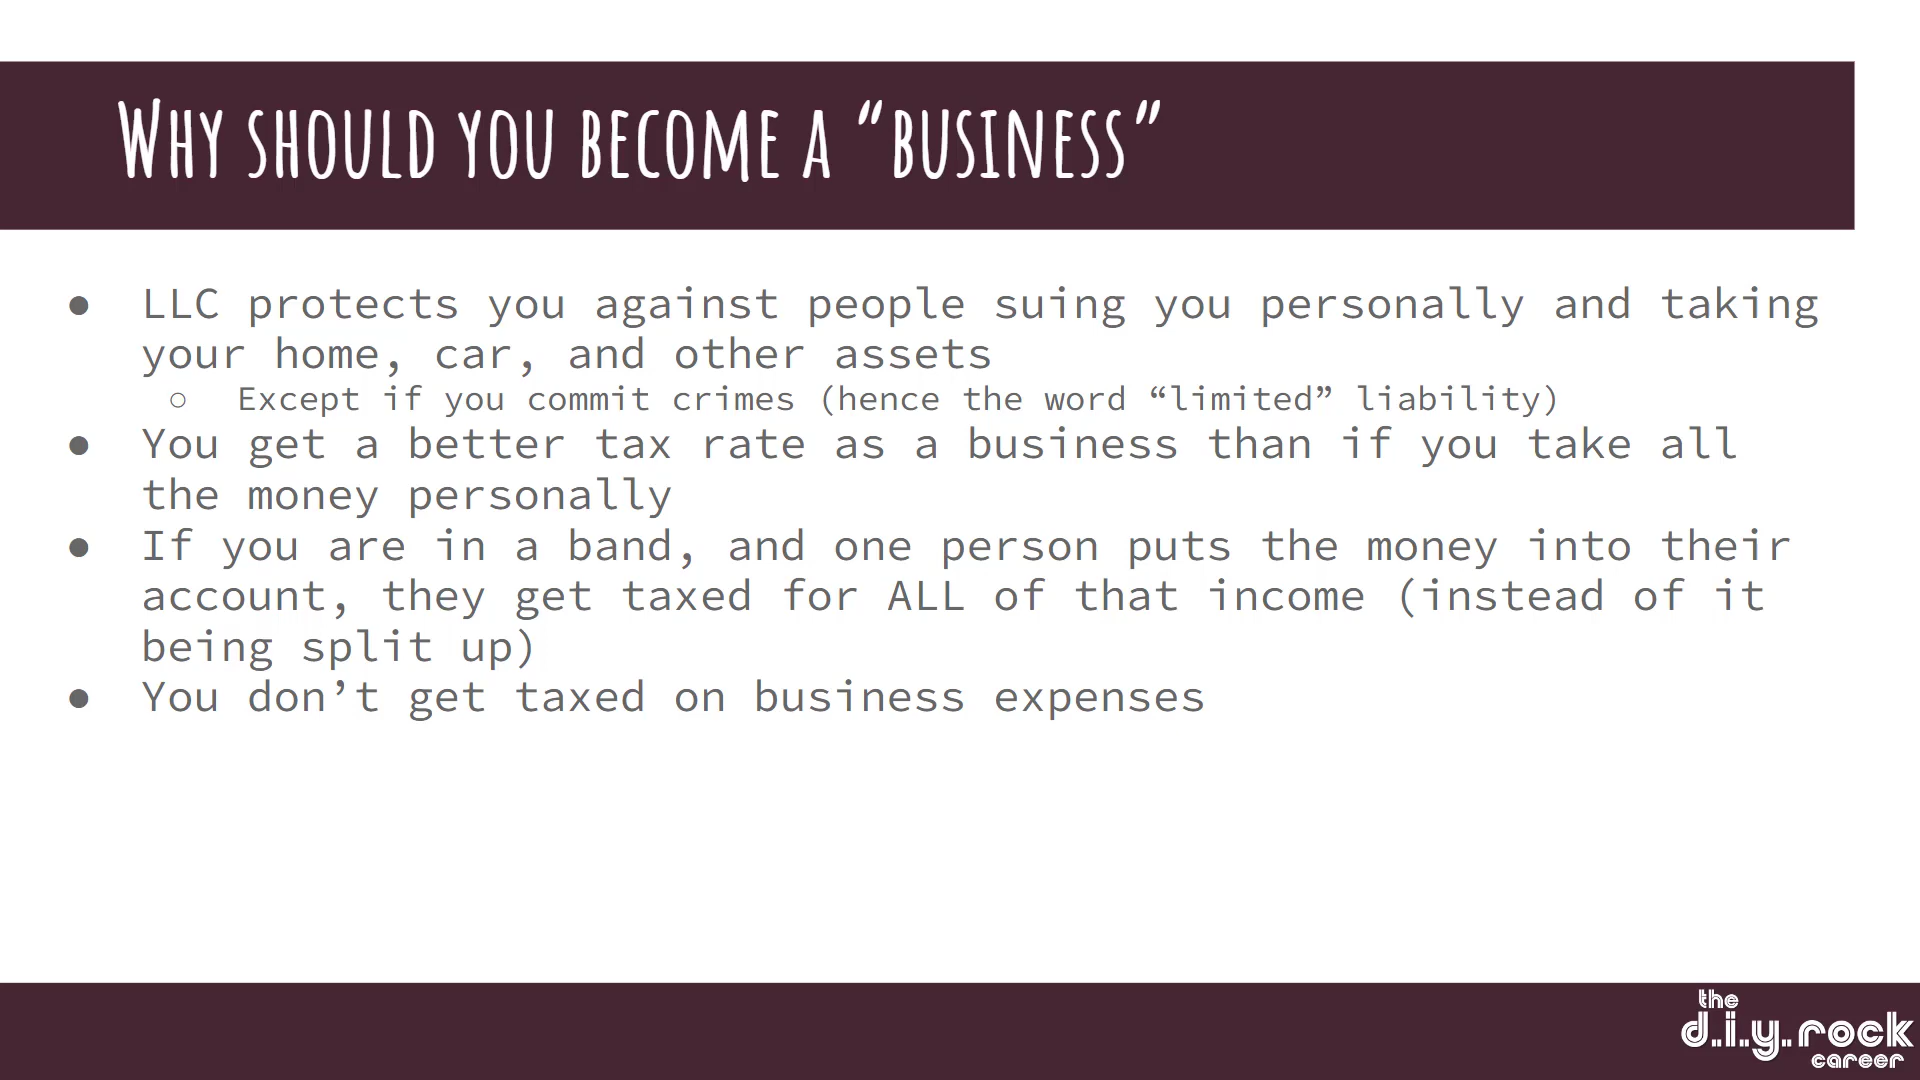 Why should you become a “business”
● LLC protects you against people suing you personally and taking
your home, car, and other assets
○ Except if you commit crimes (hence the word “limited” liability)
● You get a better tax rate as a business than if you take all
the money personally
● If you are in a band, and one person puts the money into their
account, they get taxed for ALL of that income (instead of it
being split up)
● You don’t get taxed on business expenses
the
d.i.y.rock
career